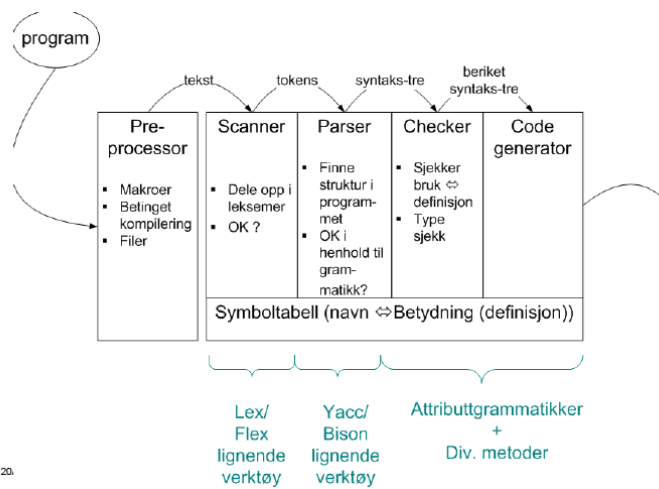 program
tekst
tokens
syntaks-tre
beriket
syntaks-tre
Pre-
processor
▪ Makroer
▪ Betinget
kompilering
▪ Filer
Scanner
▪ Dele opp i
leksemer
▪ OK ?
Parser
▪ Finne
struktur i
program-
met
▪ OK i
henhold til
gram-
matikk?
Checker
▪ Sjekker
bruk ⇔
definisjon
▪ Type
sjekk
Code
generator
Symboltabell (navn ⇔Betydning (definisjon))
Lex/
Flex
lignende
verktøy
Yacc/
Bison
lignende
verktøy
Attributtgrammatikker
+
Div. metoder